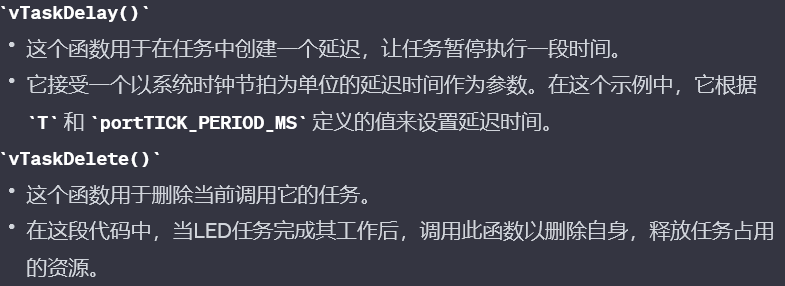 `vTaskDelay()`
• 这个函数用于在任务中创建一个延迟，让任务暂停执行一段时间。
• 它接受一个以系统时钟节拍为单位的延迟时间作为参数。在这个示例中，它根据
`T` 和 `portTICK_PERIOD_MS` 定义的值来设置延迟时间。
`vTaskDelete()`
• 这个函数用于删除当前调用它的任务。
• 在这段代码中，当LED任务完成其工作后，调用此函数以删除自身，释放任务占用
的资源。